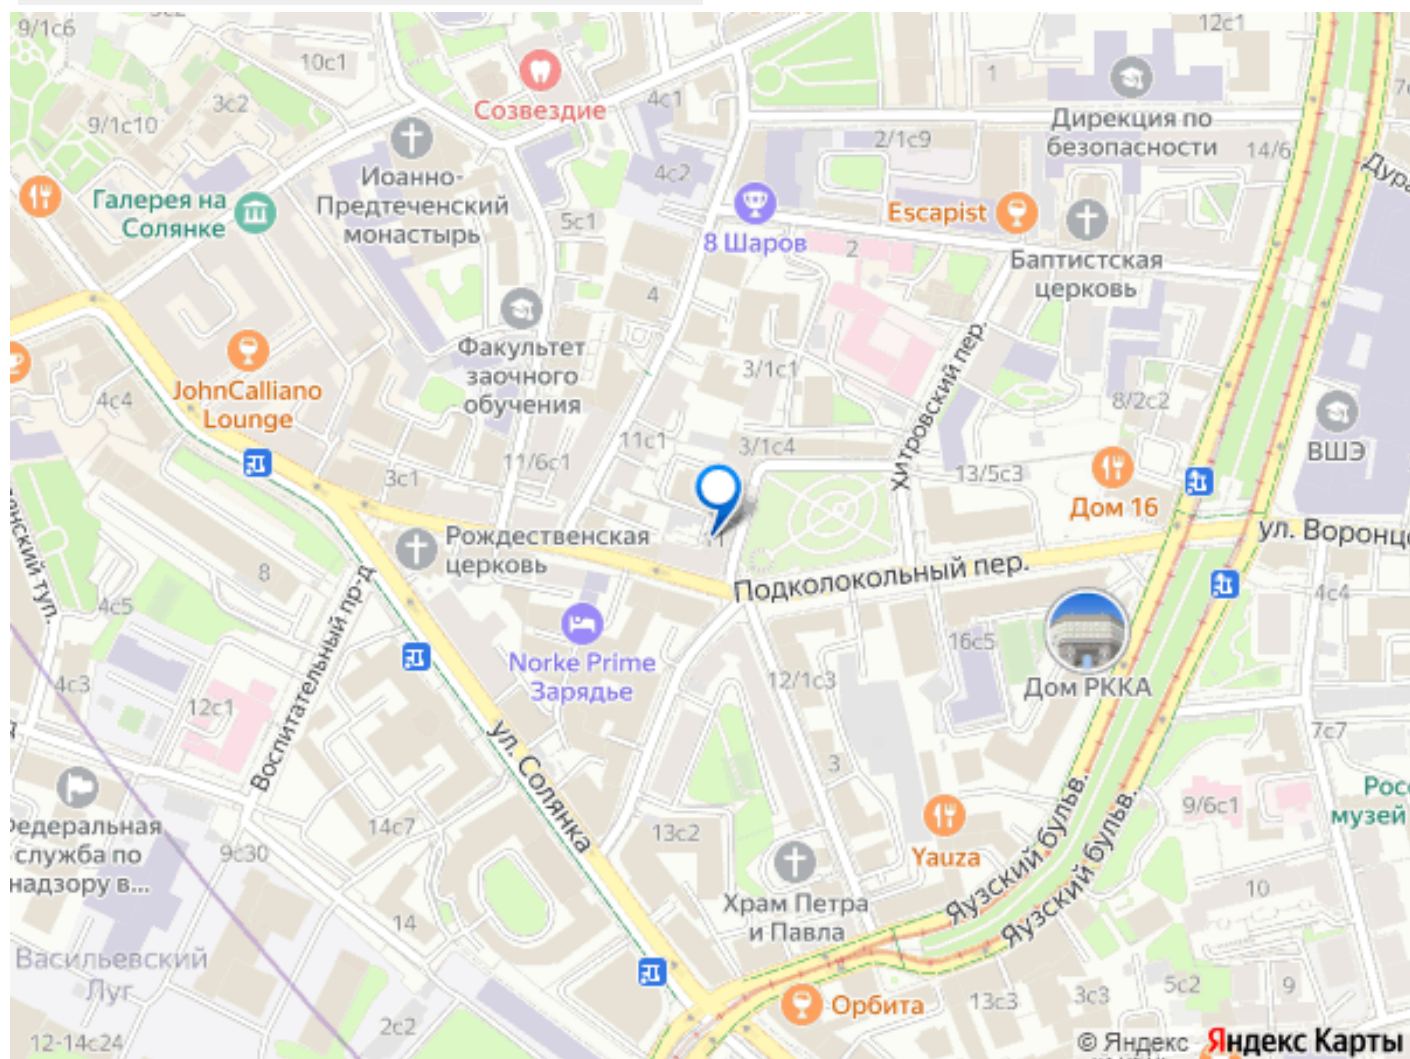 9/1с6
12с1
10с1
1
Созвездие
3с2
4с1
9/1с10
Дирекция по
безопасности
2/1с9
14/6
Иоанно-
Предтеченский
монастырь
4с2
Галерея на
Солянке
5с1
8 Шаров
Escapist
2
Баптистская
церковь
4
Факультет
заочного
обучения
Хитровский пер.
3/1с1
JohnCalliano
Lounge
4с4
8/2с2
11с1
3/1с4
ВШЭ
11/6с1
3с1
13/5с3
Дом 16
Рождественская
церковь
11
ул. Воронцо
Подколокольный пер.
8
4с5
Воспитательный пр-д
4с4
Norke Prime
Зарядье
16с5
4с3
12/1с3
Дом РККА
12с1
7с7
ул. Солянка
3
Федеральная
служба по
надзору в...
9с30
14с7
13с2
Yauza
9/6с1
музей
Яузский бульв.
Яузский бульв.
Храм Петра
и Павла
10
14
Васильевский
Луг
Орбита
13с3
3с3
5с2
9
2с2
12-14с24
© Яндекс Яндекс Карты